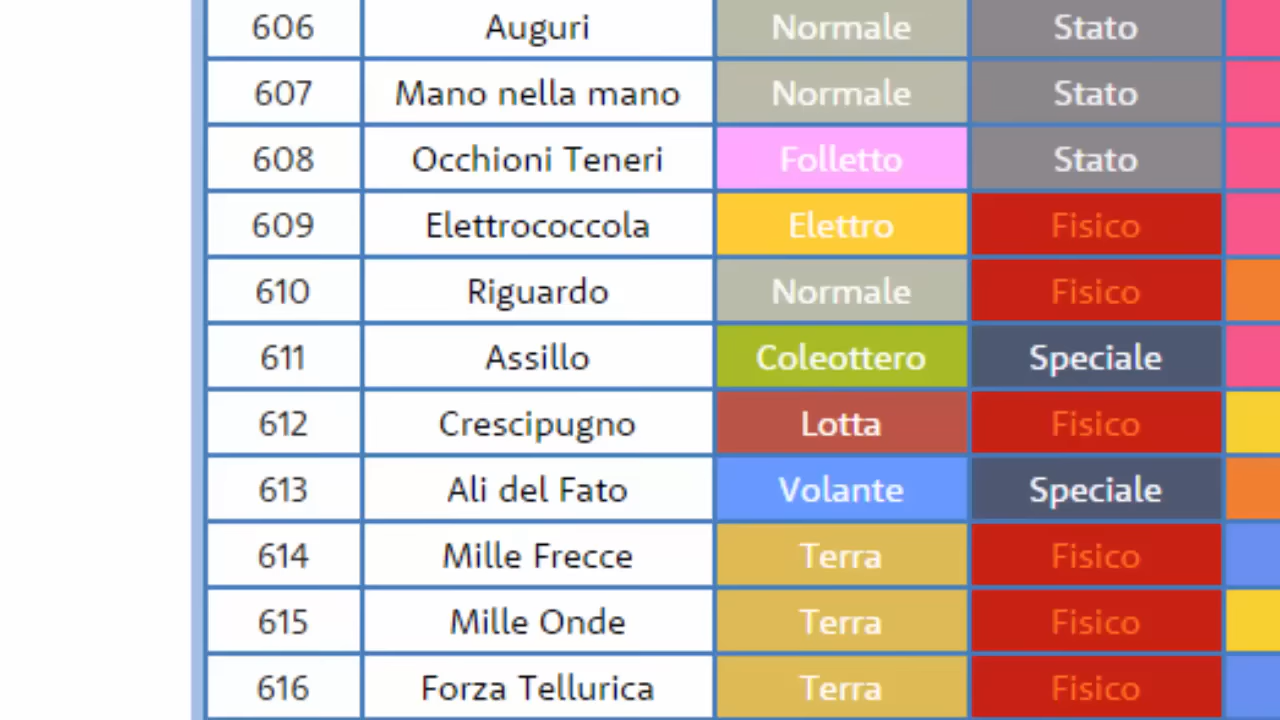 606 Auguri Normale Stato
607 Mano nella mano Normale Stato
608 Occhioni Teneri Folletto Stato
609 Elettrococcola Elettro Fisico
610 Riguardo Normale Fisico
611 Assillo Coleottero Speciale
612 Crescipugno Lotta Fisico
613 Ali del Fato Volante Speciale
614 Mille Frecce Terra Fisico
615 Mille Onde Terra Fisico
616 Forza Tellurica Terra Fisico